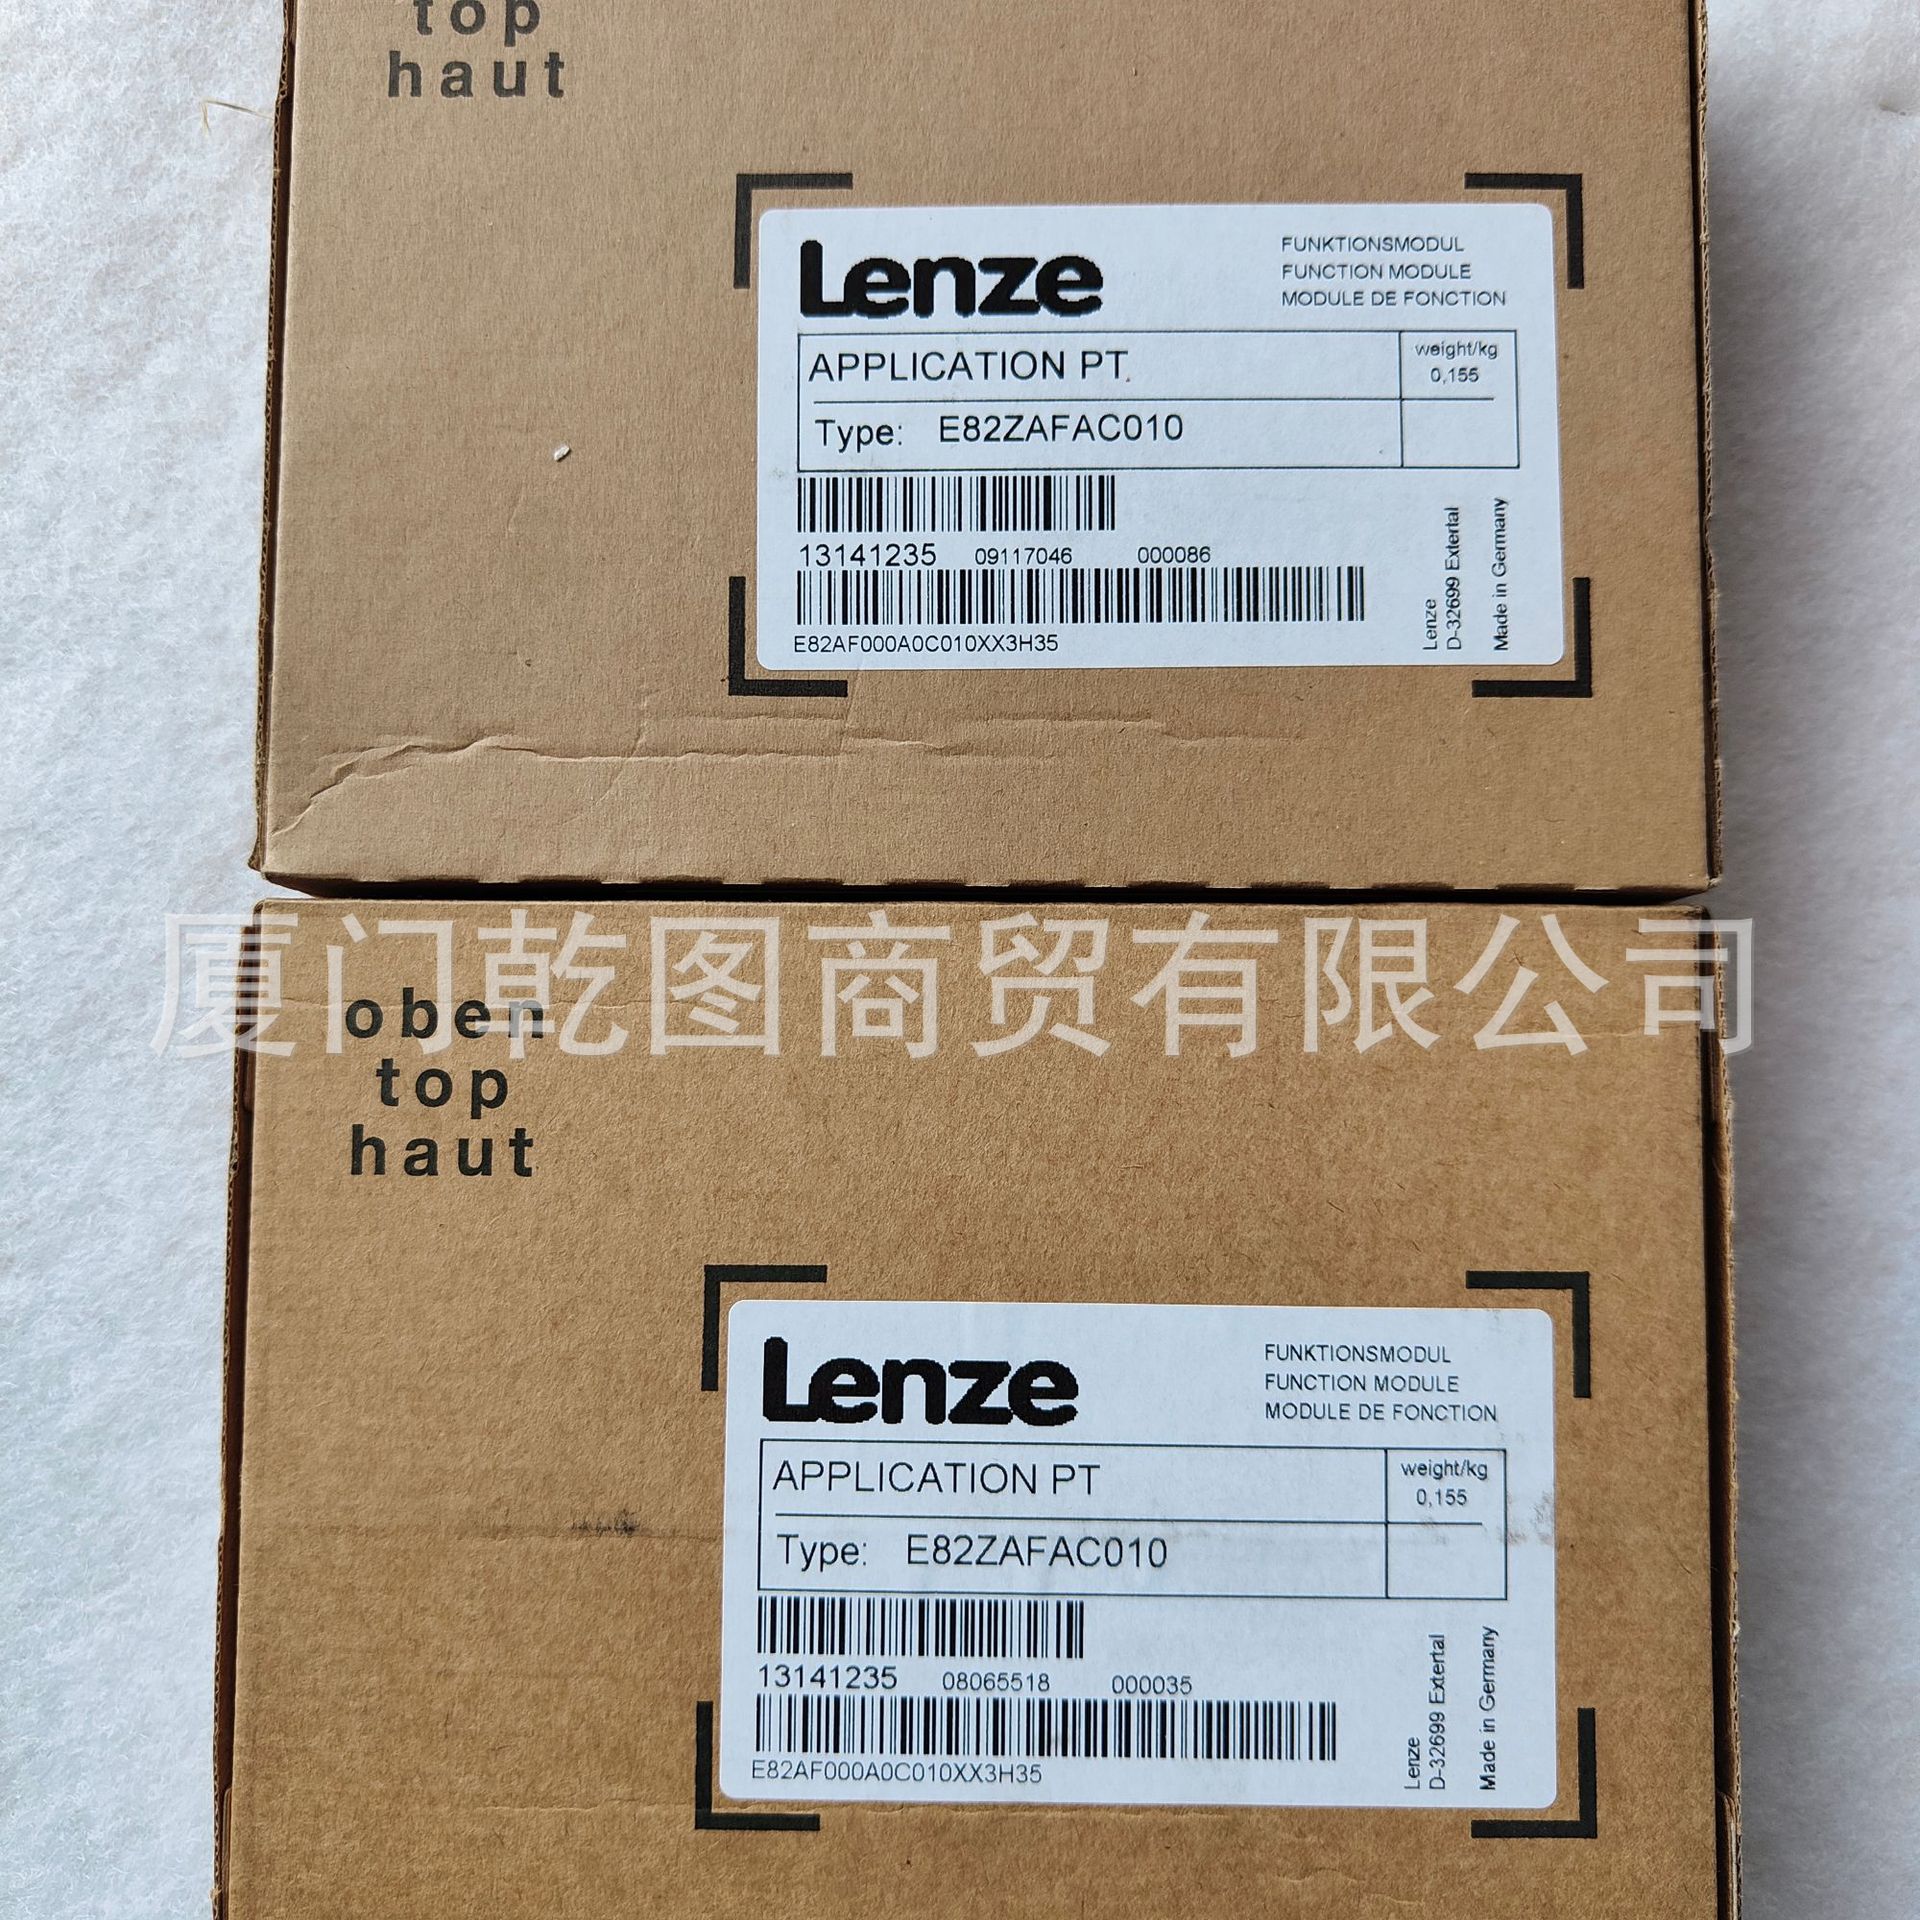 top
haut
Lenze
FUNKTIONSMODUL
FUNCTION MODULE
MODULE DE FONCTION
APPLICATION PT
weight/kg
0,155
Type: E82ZAFAC010
13141235 09117046 000086
E82AF000A0C010XX3H35
Lenze
D-32699 Extertal
Made in Germany
厦门乾图商贸有限公司
oben
top
haut
Lenze
FUNKTIONSMODUL
FUNCTION MODULE
MODULE DE FONCTION
APPLICATION PT
weight/kg
0,155
Type: E82ZAFAC010
13141235 08065518 000035
E82AF000A0C010XX3H35
Lenze
D-32699 Extertal
Made in Germany